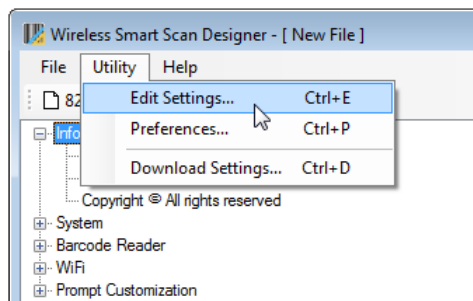 Wireless Smart Scan Designer - [ New File ]
File Utility Help
82
Edit Settings... Ctrl+E
Preferences... Ctrl+P
Download Settings... Ctrl+D
Info
Copyright © All rights reserved
System
Barcode Reader
WiFi
Prompt Customization